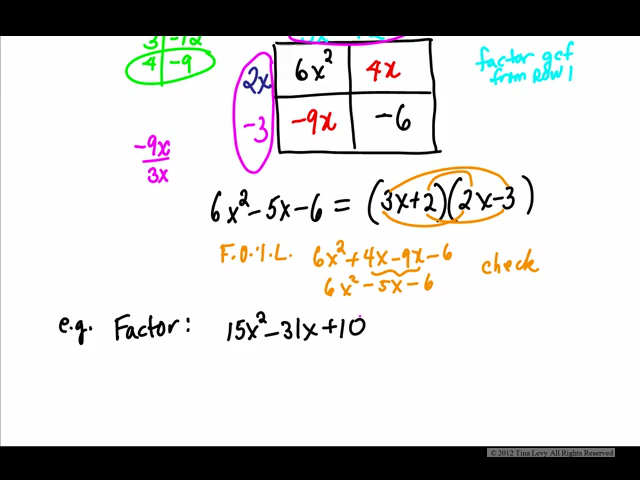 3 -12
4 -9
factor gcf
from Row 1
2x 6x² 4x
-3 -9x -6
-9x
3x
6x² - 5x - 6 = (3x + 2)(2x - 3)
F.O.I.L. 6x² + 4x - 9x - 6
6x² - 5x - 6
check
e.g. Factor: 15x² - 31x + 10
© 2012 Tina Levy All Rights Reserved